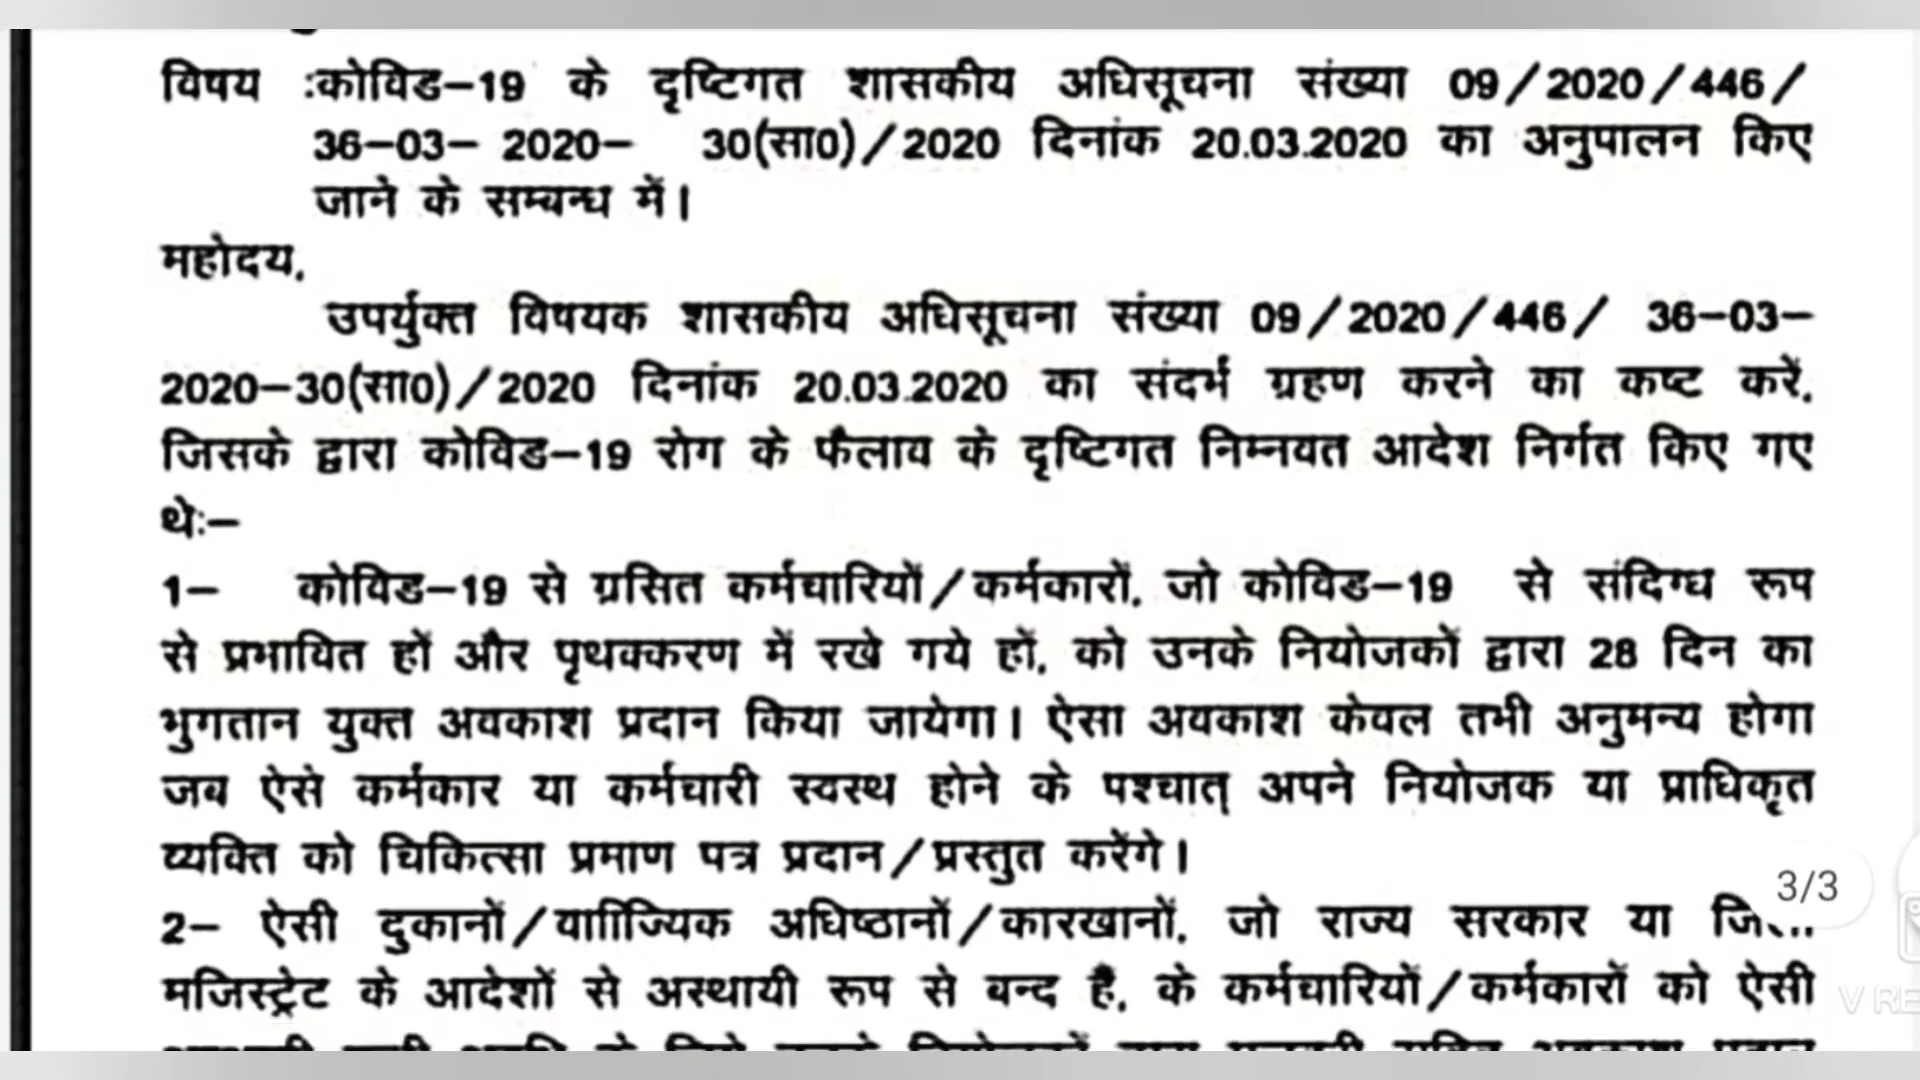 विषय :कोविड–19 के दृष्टिगत शासकीय अधिसूचना संख्या 09/2020/446/
36–03– 2020– 30(सा0)/2020 दिनांक 20.03.2020 का अनुपालन किए
जाने के सम्बन्ध में।
महोदय,
उपर्युक्त विषयक शासकीय अधिसूचना संख्या 09/2020/446/ 36–03–
2020–30(सा0)/2020 दिनांक 20.03.2020 का संदर्भ ग्रहण करने का कष्ट करें,
जिसके द्वारा कोविड–19 रोग के फैलाव के दृष्टिगत निम्नवत आदेश निर्गत किए गए
थे:–
1– कोविड–19 से ग्रसित कर्मचारियों/कर्मकारों, जो कोविड–19 से संदिग्ध रूप
से प्रभावित हों और पृथक्करण में रखे गये हों, को उनके नियोजकों द्वारा 28 दिन का
भुगतान युक्त अवकाश प्रदान किया जायेगा। ऐसा अवकाश केवल तभी अनुमन्य होगा
जब ऐसे कर्मकार या कर्मचारी स्वस्थ होने के पश्चात् अपने नियोजक या प्राधिकृत
व्यक्ति को चिकित्सा प्रमाण पत्र प्रदान/प्रस्तुत करेंगे।
3/3
2– ऐसी दुकानों/वाणिज्यिक अधिष्ठानों/कारखानों, जो राज्य सरकार या
मजिस्ट्रेट के आदेशों से अस्थायी रूप से बन्द है, के कर्मचारियों/कर्मकारों को ऐसी